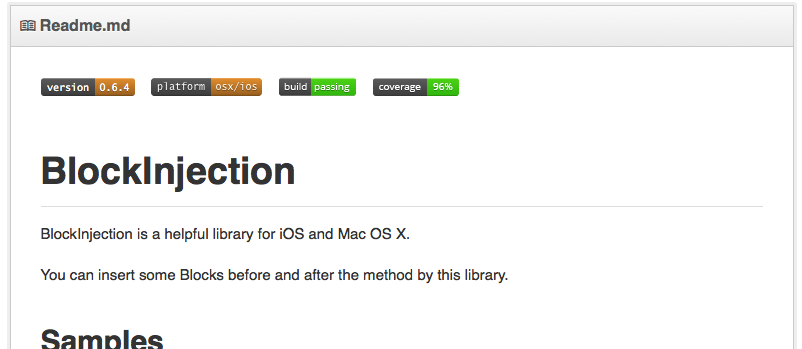 Readme.md
version 0.6.4 platform osx/ios build passing coverage 96%
BlockInjection
BlockInjection is a helpful library for iOS and Mac OS X.
You can insert some Blocks before and after the method by this library.
Samples